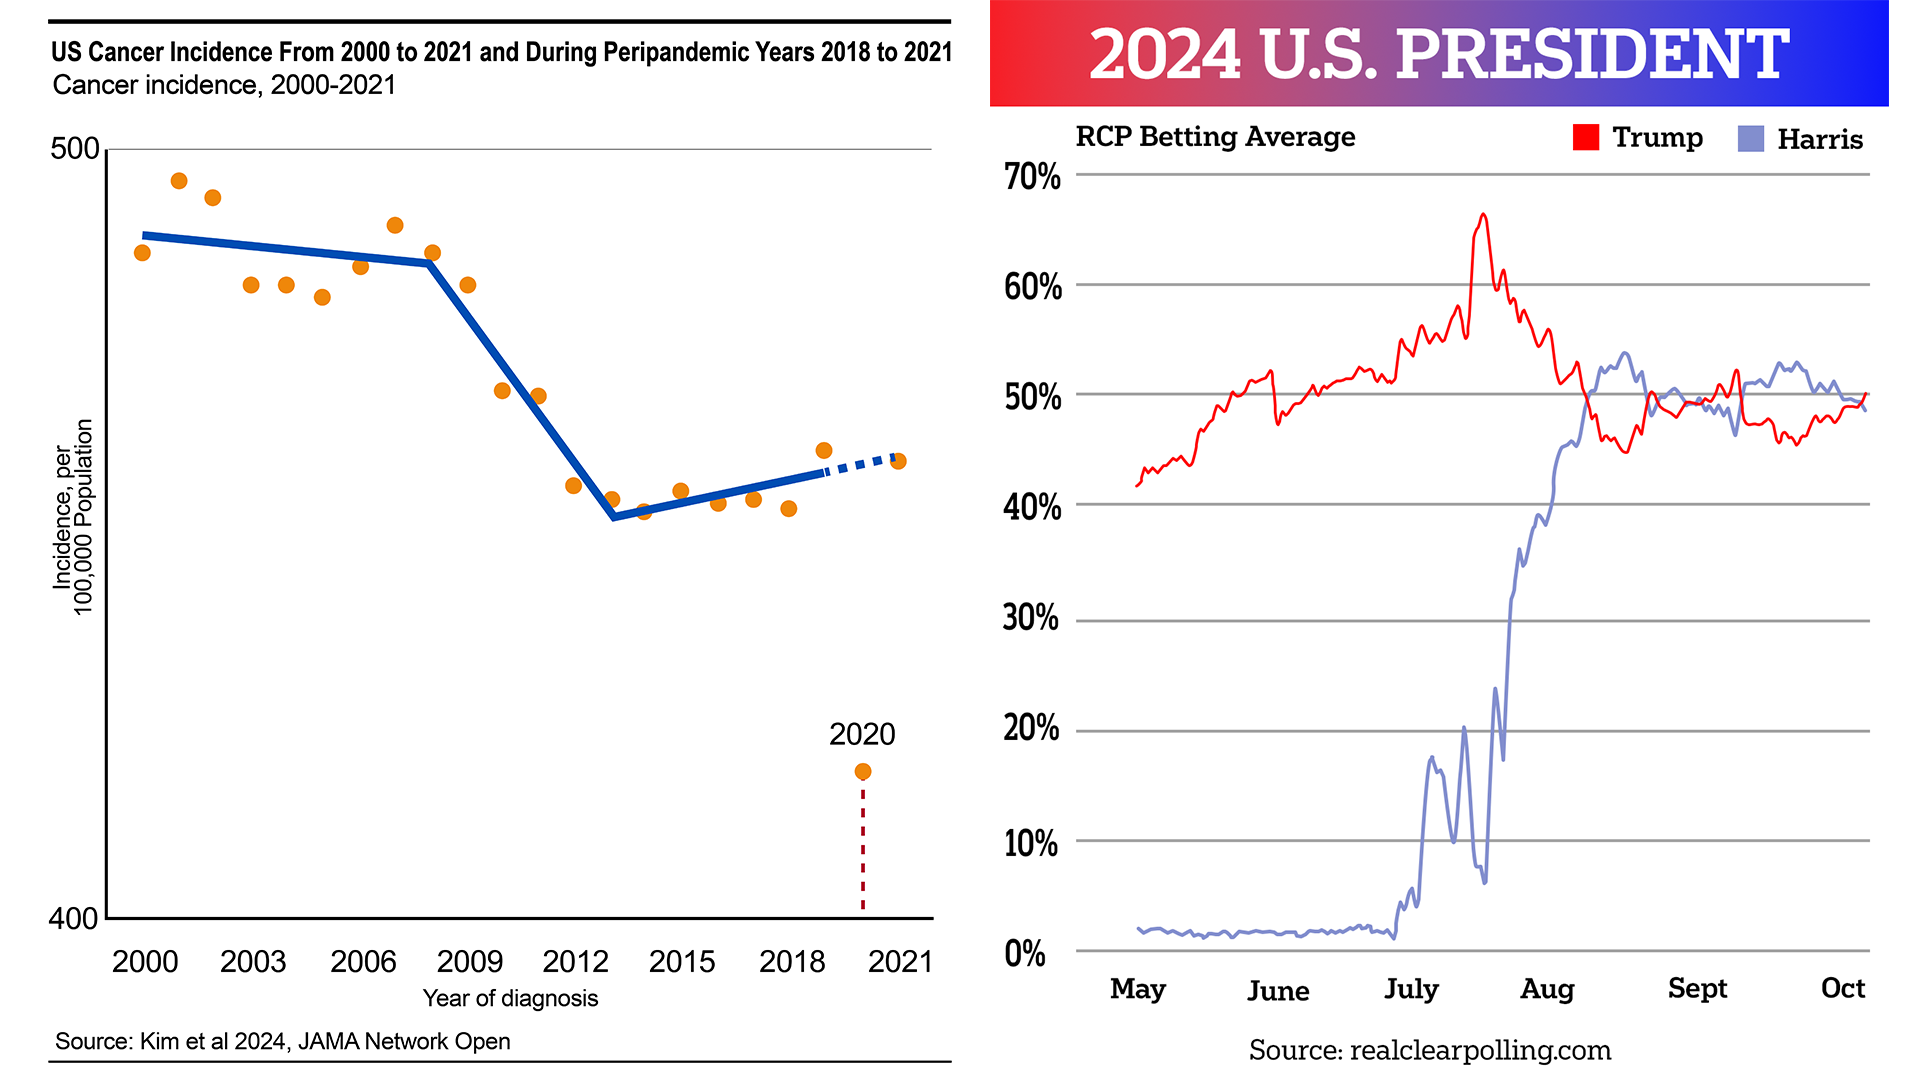 US Cancer Incidence From 2000 to 2021 and During Peripandemic Years 2018 to 2021
Cancer incidence, 2000-2021
500
Incidence, per
100,000 Population
2020
400
2000 2003 2006 2009 2012 2015 2018 2021
Year of diagnosis
Source: Kim et al 2024, JAMA Network Open
2024 U.S. PRESIDENT
RCP Betting Average
Trump Harris
70%
60%
50%
40%
30%
20%
10%
0%
May June July Aug Sept Oct
Source: realclearpolling.com